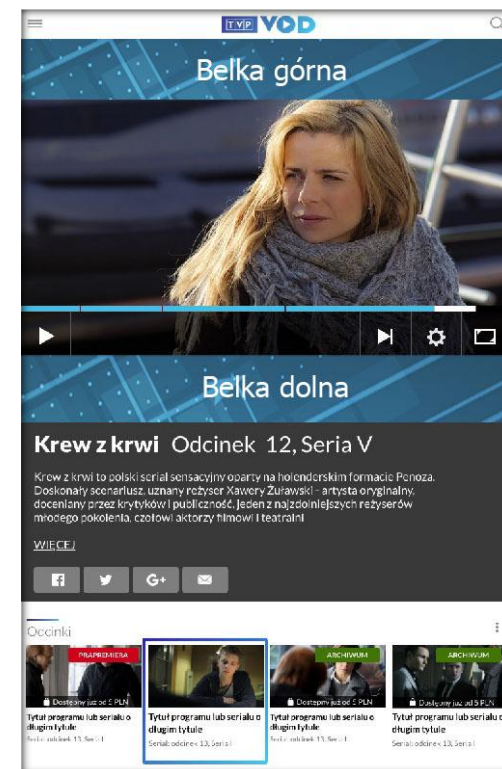 TVP VOD
Belka górna
Belka dolna
Krew z krwi Odcinek 12, Seria V
Krew z krwi to polski serial sensacyjny oparty na holenderskim formacie Penoza.
Doskonały scenariusz, uznany reżyser Xawery Żuławski - artysta oryginalny,
doceniany przez krytyków i publiczność, jeden z najzdolniejszych reżyserów
młodego pokolenia, czołowi aktorzy filmowi i teatralni
WIĘCEJ
G+
Odcinki
PRAPREMIERA
ARCHIWUM
ARCHIWUM
Dostępny już od 5 PLN
Dostępny już od 5 PLN
Dostępny już od 5 PLN
Tytuł programu lub serialu o
długim tytule
Serial: odcinek 13, Seria I
Tytuł programu lub serialu o
długim tytule
Serial: odcinek 13, Seria I
Tytuł programu lub serialu o
długim tytule
Serial: odcinek 13, Seria I
Tytuł programu lub serialu o
długim tytule
Serial: odcinek 13, Seria I